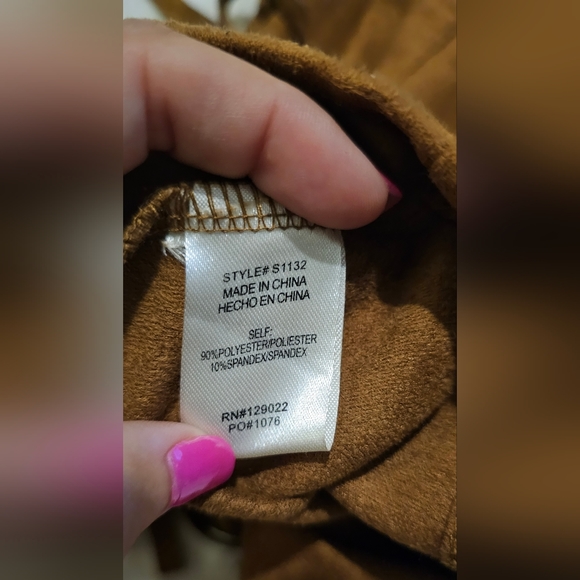 STYLE# S1132
MADE IN CHINA
HECHO EN CHINA
SELF:
90%POLYESTER/POLIESTER
10%SPANDEX/SPANDEX
RN#129022
PO#1076